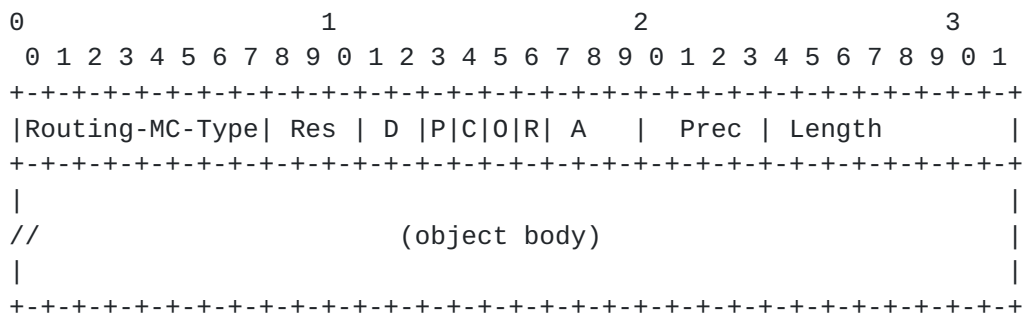 0                   1                   2                   3
 0 1 2 3 4 5 6 7 8 9 0 1 2 3 4 5 6 7 8 9 0 1 2 3 4 5 6 7 8 9 0 1
+-+-+-+-+-+-+-+-+-+-+-+-+-+-+-+-+-+-+-+-+-+-+-+-+-+-+-+-+-+-+-+-+
|Routing-MC-Type| Res | D |P|C|O|R| A   |  Prec | Length        |
+-+-+-+-+-+-+-+-+-+-+-+-+-+-+-+-+-+-+-+-+-+-+-+-+-+-+-+-+-+-+-+-+
|                                                               |
//                       (object body)                          |
|                                                               |
+-+-+-+-+-+-+-+-+-+-+-+-+-+-+-+-+-+-+-+-+-+-+-+-+-+-+-+-+-+-+-+-+